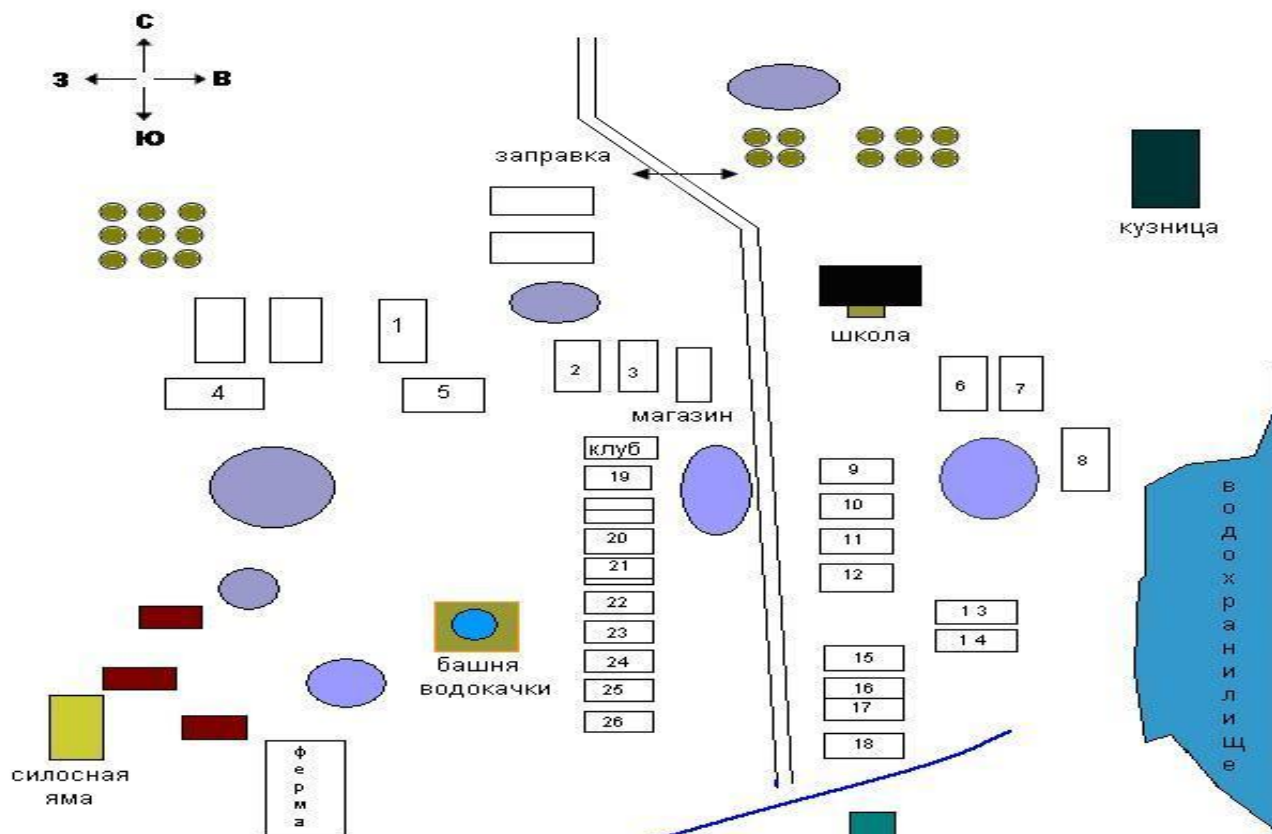 С
З В
Ю
заправка
кузница
школа
1
2
3
4
5
6
7
магазин
клуб
8
9
19
10
20
11
21
12
22
13
23
14
24
15
25
16
17
26
18
башня
водокачки
силосная
яма
ферма
водохранилище